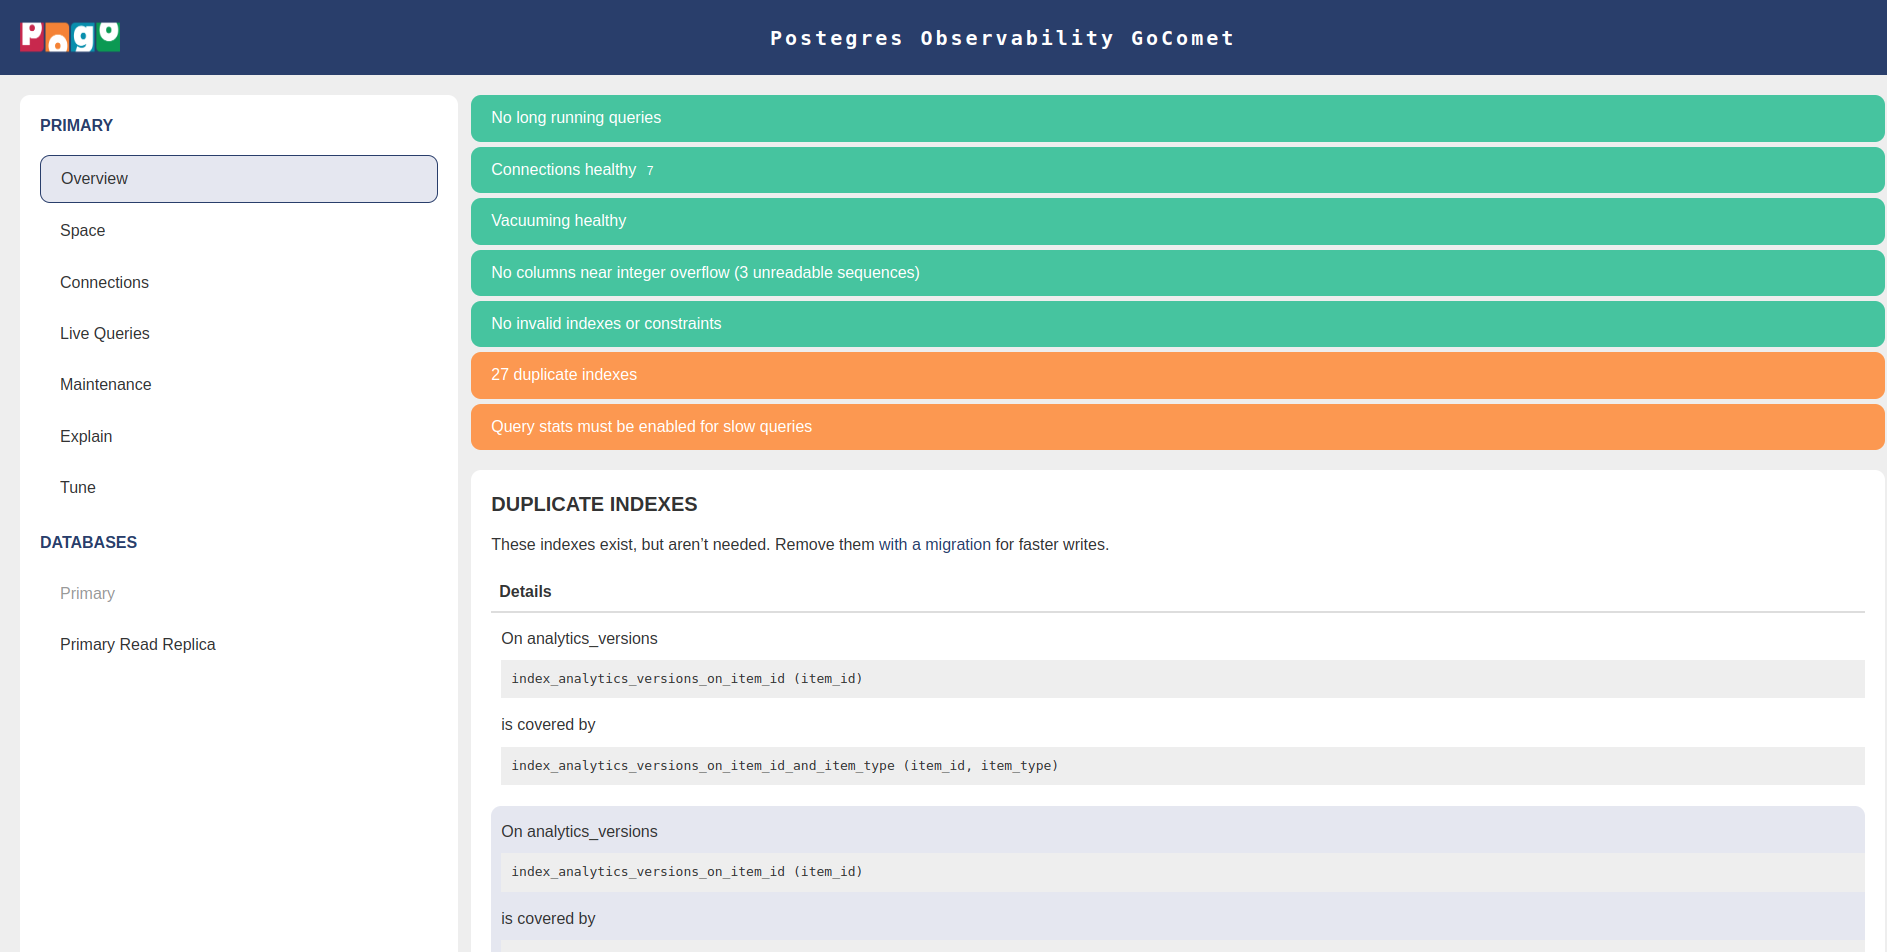 Pogo
Postegres Observability GoComet
PRIMARY
Overview
Space
Connections
Live Queries
Maintenance
Explain
Tune
DATABASES
Primary
Primary Read Replica
No long running queries
Connections healthy 7
Vacuuming healthy
No columns near integer overflow (3 unreadable sequences)
No invalid indexes or constraints
27 duplicate indexes
Query stats must be enabled for slow queries
DUPLICATE INDEXES
These indexes exist, but aren’t needed. Remove them with a migration for faster writes.
Details
On analytics_versions
index_analytics_versions_on_item_id (item_id)
is covered by
index_analytics_versions_on_item_id_and_item_type (item_id, item_type)
On analytics_versions
index_analytics_versions_on_item_id (item_id)
is covered by